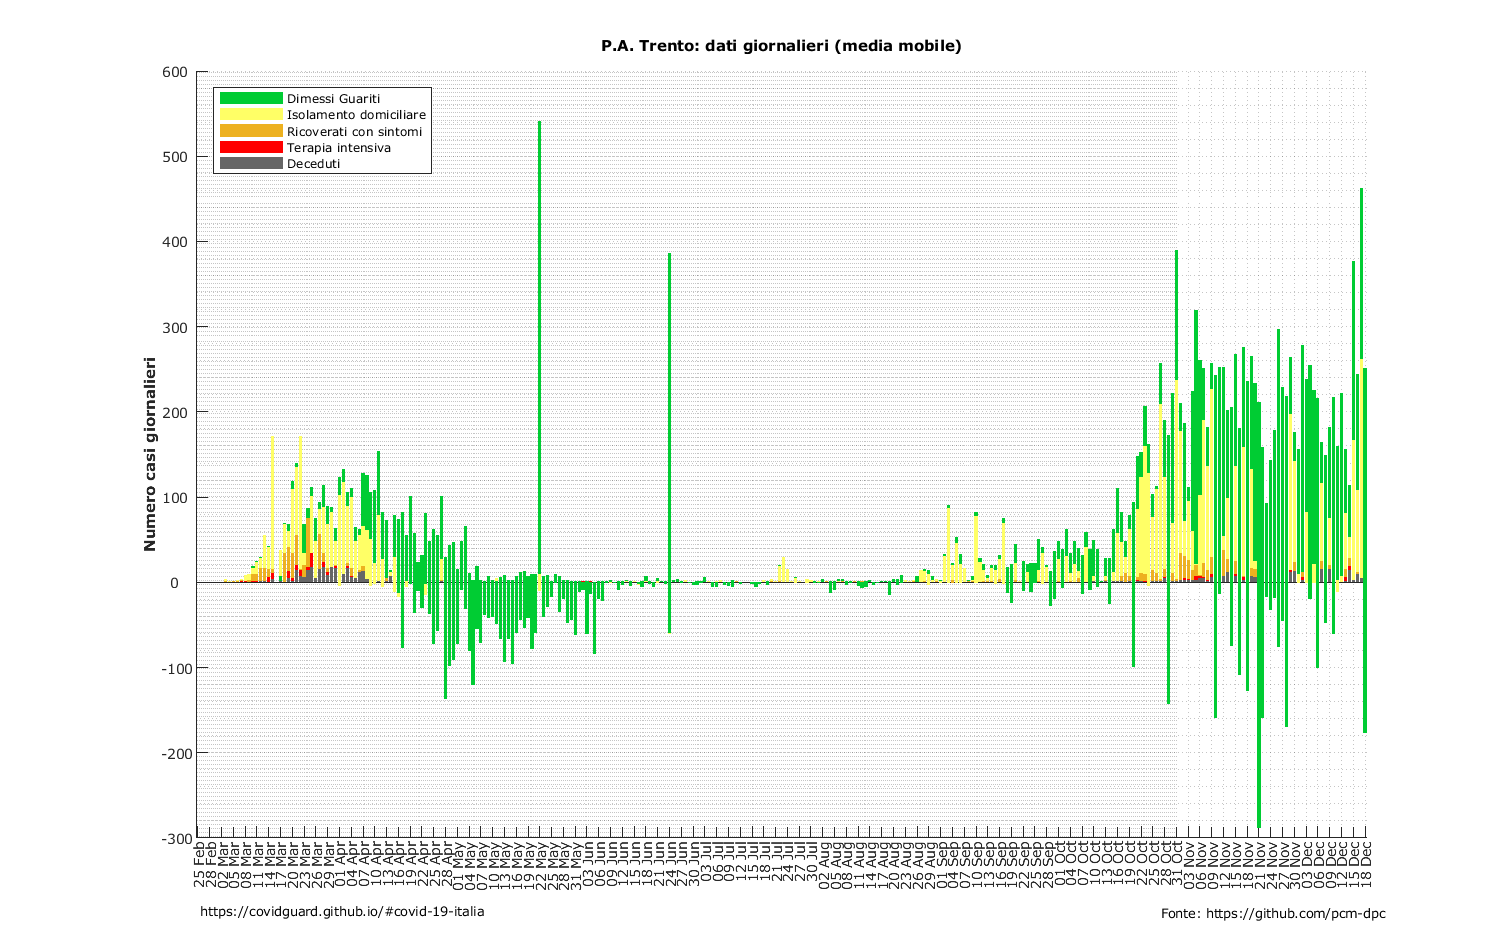 P.A. Trento: dati giornalieri (media mobile)
Dimessi Guariti
Isolamento domiciliare
Ricoverati con sintomi
Terapia intensiva
Deceduti
Numero casi giornalieri
600
500
400
300
200
100
0
-100
-200
-300
25 Feb
28 Feb
02 Mar
05 Mar
08 Mar
11 Mar
14 Mar
17 Mar
20 Mar
23 Mar
26 Mar
29 Mar
01 Apr
04 Apr
07 Apr
10 Apr
13 Apr
16 Apr
19 Apr
22 Apr
25 Apr
28 Apr
01 May
04 May
07 May
10 May
13 May
16 May
19 May
22 May
25 May
28 May
31 May
03 Jun
06 Jun
09 Jun
12 Jun
15 Jun
18 Jun
21 Jun
24 Jun
27 Jun
30 Jun
03 Jul
06 Jul
09 Jul
12 Jul
15 Jul
18 Jul
21 Jul
24 Jul
27 Jul
30 Jul
02 Aug
05 Aug
08 Aug
11 Aug
14 Aug
17 Aug
20 Aug
23 Aug
26 Aug
29 Aug
01 Sep
04 Sep
07 Sep
10 Sep
13 Sep
16 Sep
19 Sep
22 Sep
25 Sep
28 Sep
01 Oct
04 Oct
07 Oct
10 Oct
13 Oct
16 Oct
19 Oct
22 Oct
25 Oct
28 Oct
31 Oct
03 Nov
06 Nov
09 Nov
12 Nov
15 Nov
18 Nov
21 Nov
24 Nov
27 Nov
30 Nov
03 Dec
06 Dec
09 Dec
12 Dec
15 Dec
18 Dec
https://covidguard.github.io/#covid-19-italia
Fonte: https://github.com/pcm-dpc